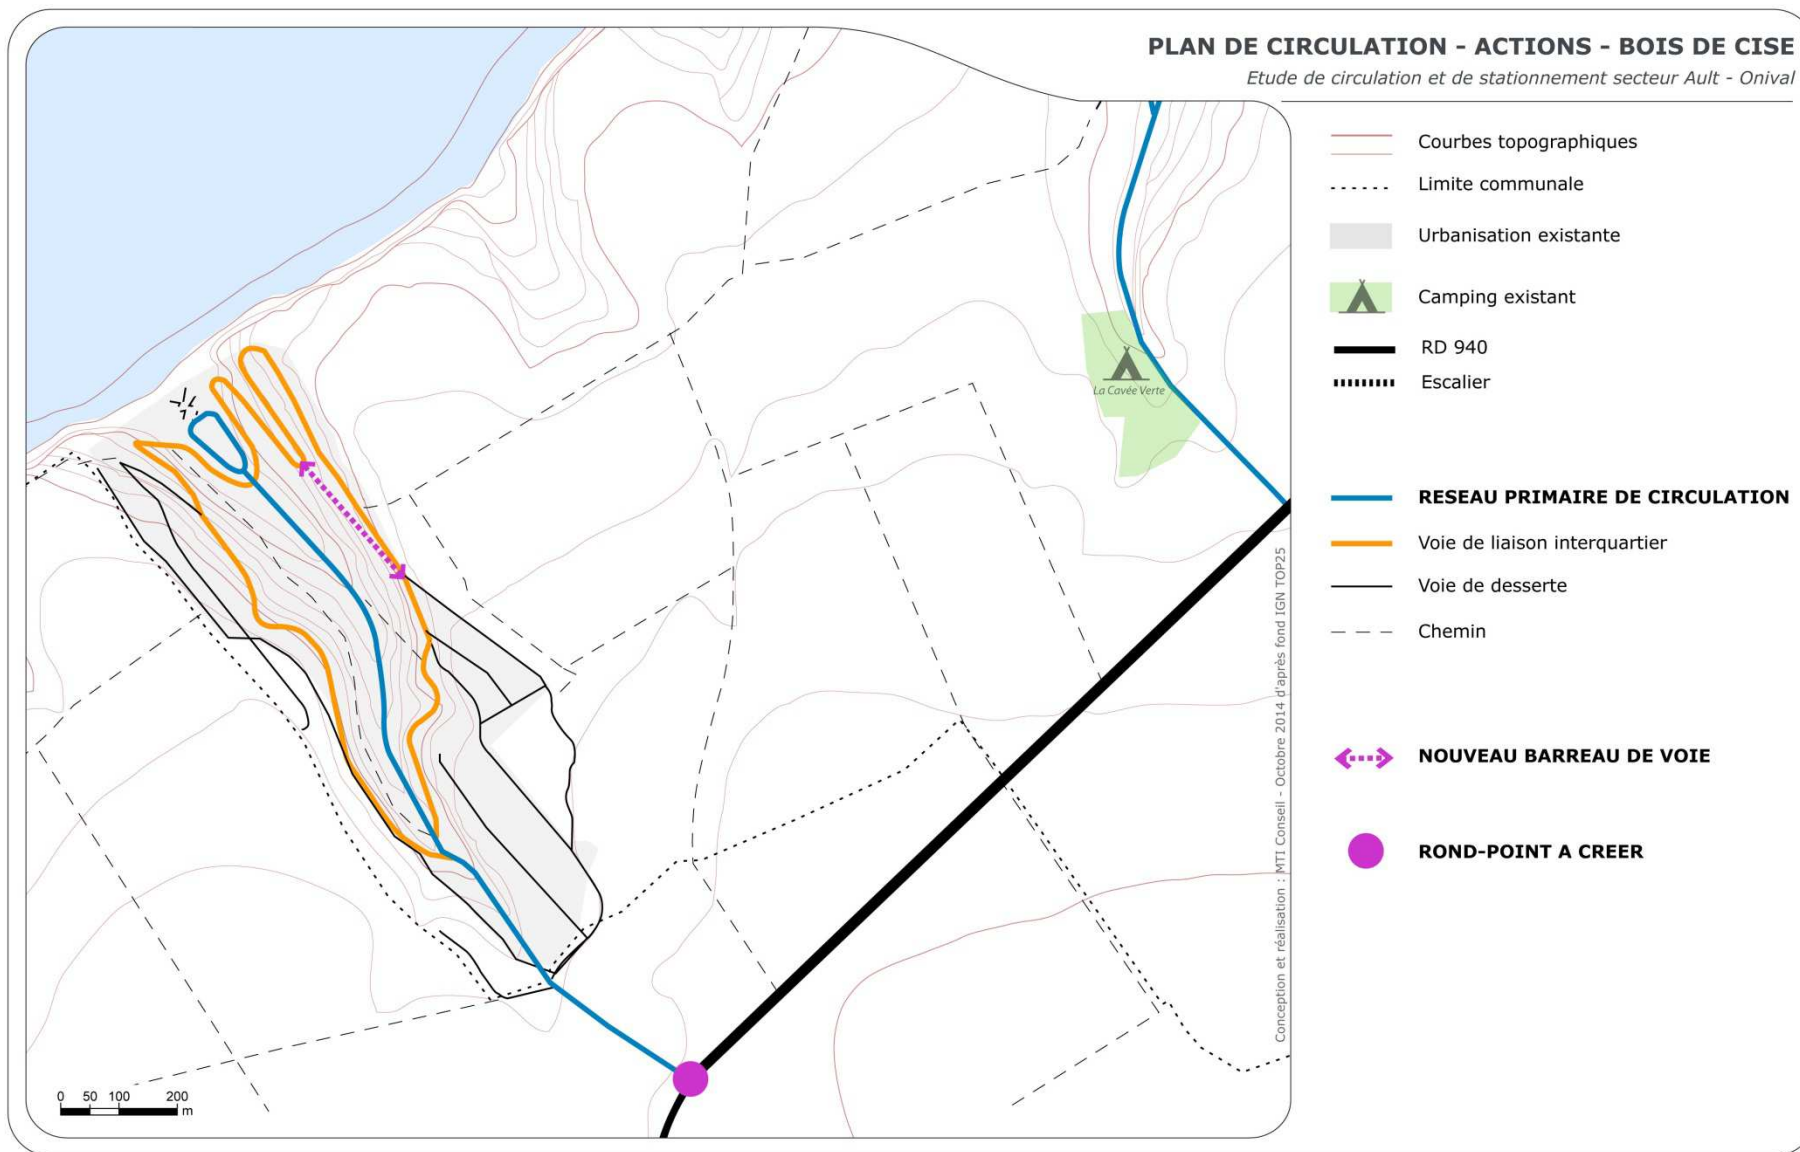 PLAN DE CIRCULATION - ACTIONS - BOIS DE CISE
Etude de circulation et de stationnement secteur Ault - Onival
Courbes topographiques
Limite communale
Urbanisation existante
Camping existant
RD 940
Escalier
RESEAU PRIMAIRE DE CIRCULATION
Voie de liaison interquartier
Voie de desserte
Chemin
NOUVEAU BARREAU DE VOIE
ROND-POINT A CREER
La Cavée Verte
Conception et réalisation : MTI Conseil - Octobre 2014 d'après fond IGN TOP25
0 50 100 200
m